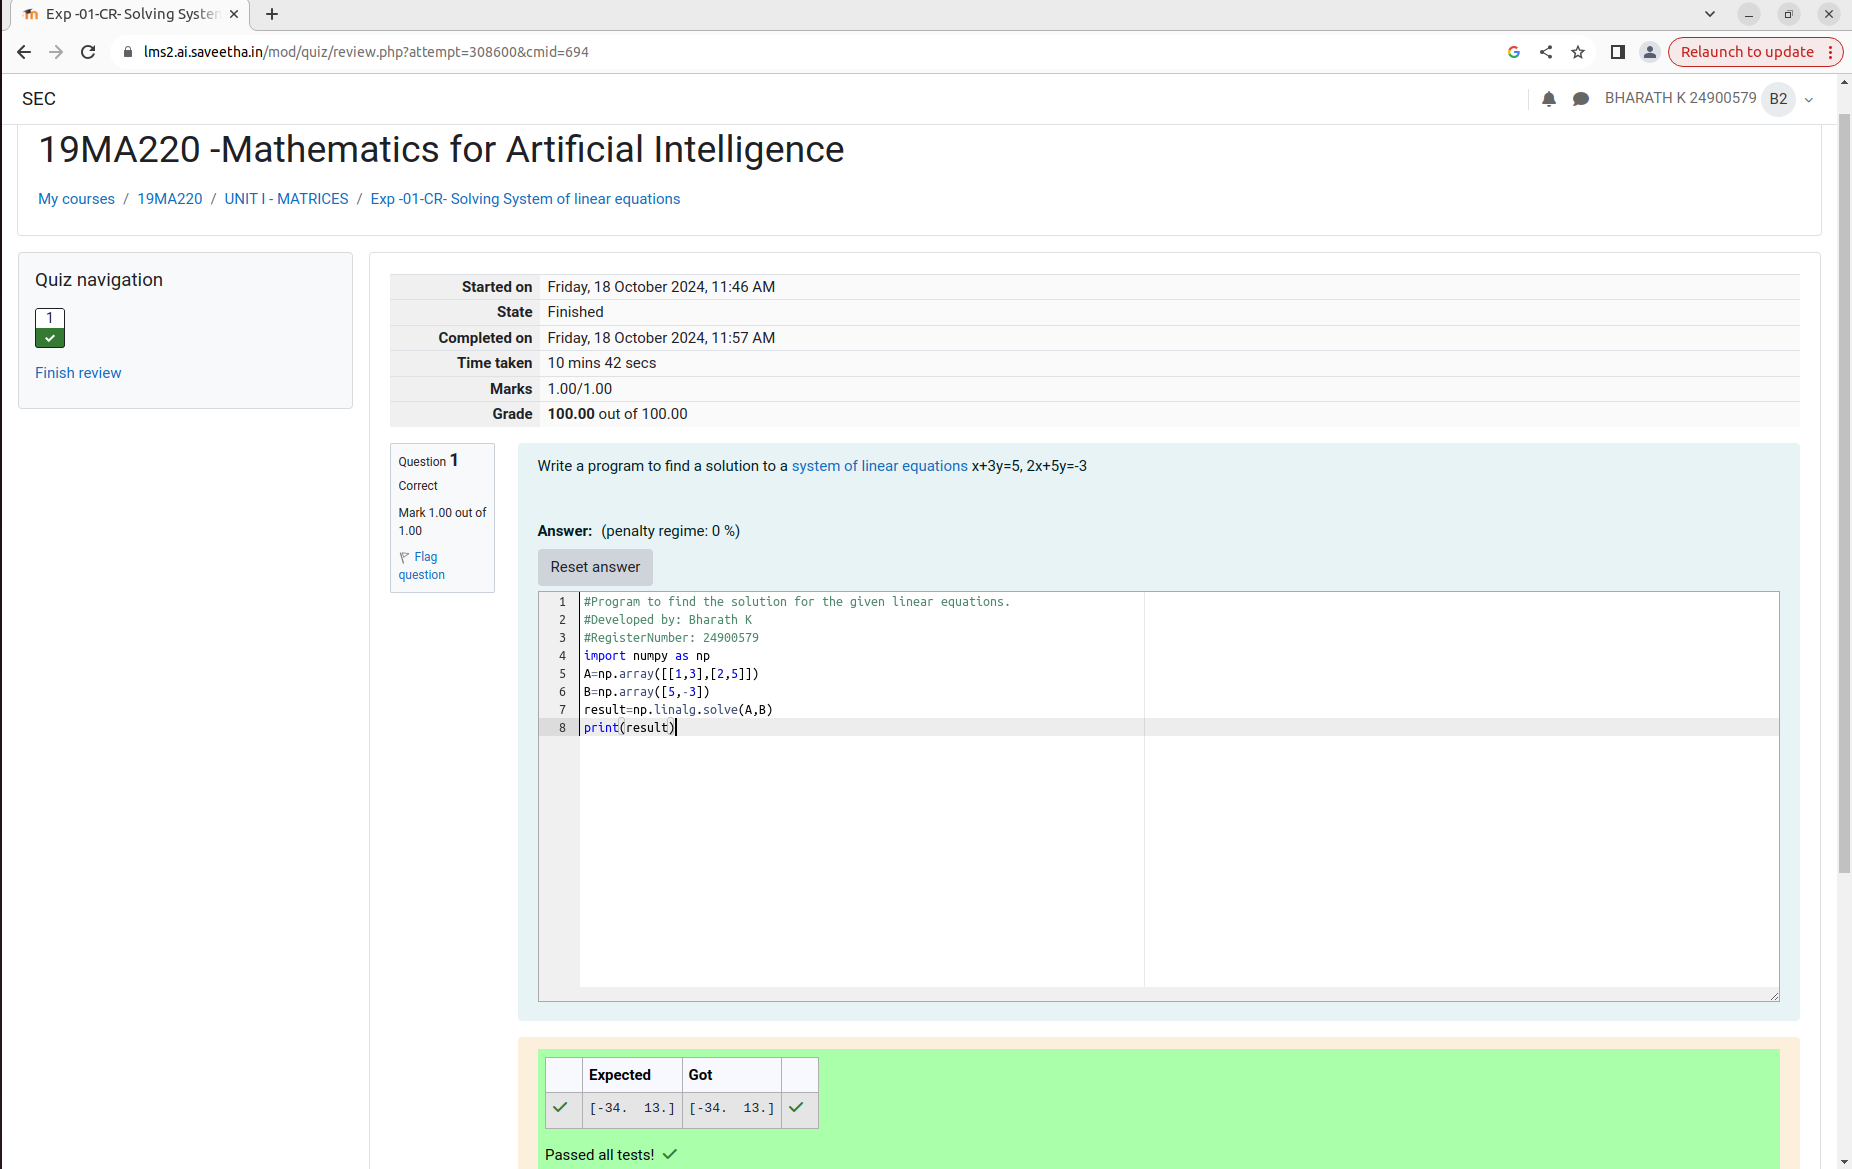 Exp -01-CR- Solving System
lms2.ai.saveetha.in/mod/quiz/review.php?attempt=308600&cmid=694
Relaunch to update
SEC
BHARATH K 24900579 B2
19MA220 -Mathematics for Artificial Intelligence
My courses / 19MA220 / UNIT I - MATRICES / Exp -01-CR- Solving System of linear equations
Quiz navigation
1
Finish review
Started on Friday, 18 October 2024, 11:46 AM
State Finished
Completed on Friday, 18 October 2024, 11:57 AM
Time taken 10 mins 42 secs
Marks 1.00/1.00
Grade 100.00 out of 100.00
Question 1
Correct
Mark 1.00 out of
1.00
Flag
question
Write a program to find a solution to a system of linear equations x+3y=5, 2x+5y=-3
Answer: (penalty regime: 0 %)
Reset answer
1 #Program to find the solution for the given linear equations.
2 #Developed by: Bharath K
3 #RegisterNumber: 24900579
4 import numpy as np
5 A=np.array([[1,3],[2,5]])
6 B=np.array([5,-3])
7 result=np.linalg.solve(A,B)
8 print(result)
Expected Got
[-34.  13.] [-34.  13.]
Passed all tests!